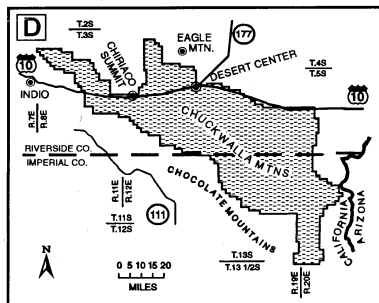 D
T.2S
T.3S
EAGLE
MTN.
177
CHIRIACO
SUMMIT
DESERT CENTER
T.4S
T.5S
10
INDIO
10
R.7E
R.8E
CHUCKWALLA MTNS
RIVERSIDE CO.
IMPERIAL CO.
R.11E
R.12E
CHOCOLATE MOUNTAINS
CALIFORNIA
ARIZONA
111
T.11S
T.12S
T.13S
T.13 1/2S
R.19E
R.20E
N
0 5 10 15 20
MILES